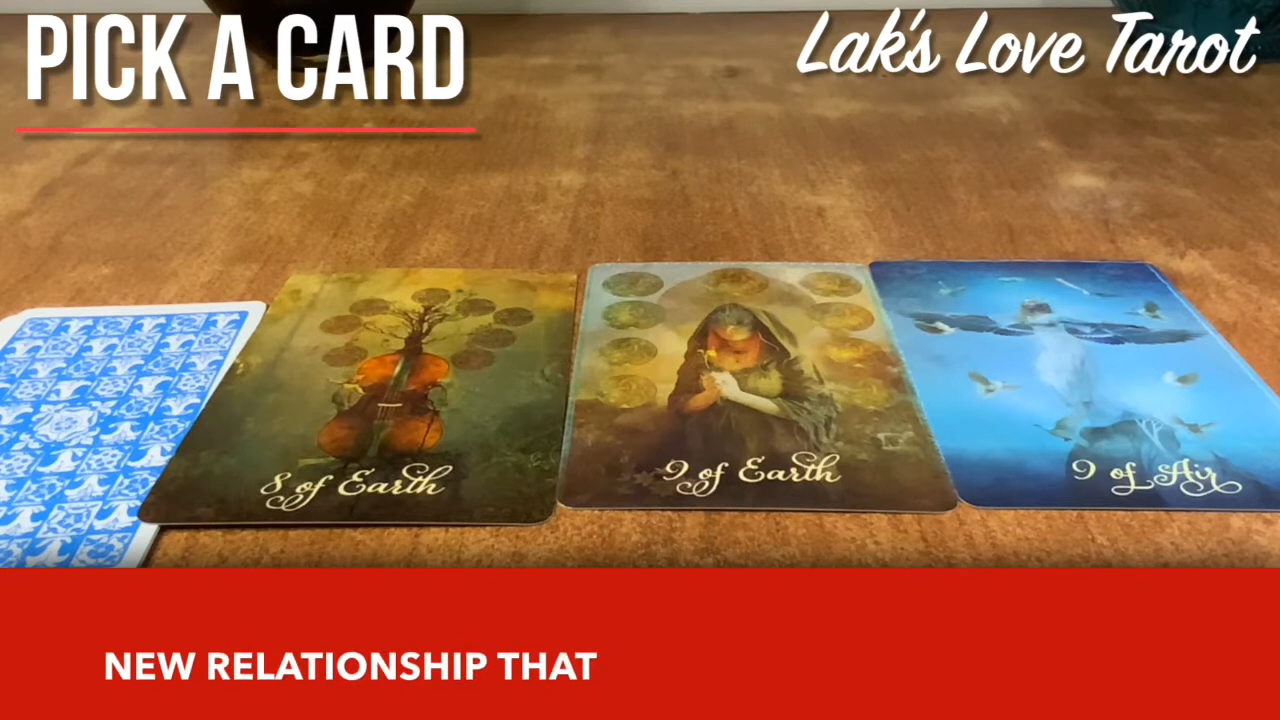 PICK A CARD
Lak's Love Tarot
8 of Earth
9 of Earth
9 of Air
NEW RELATIONSHIP THAT